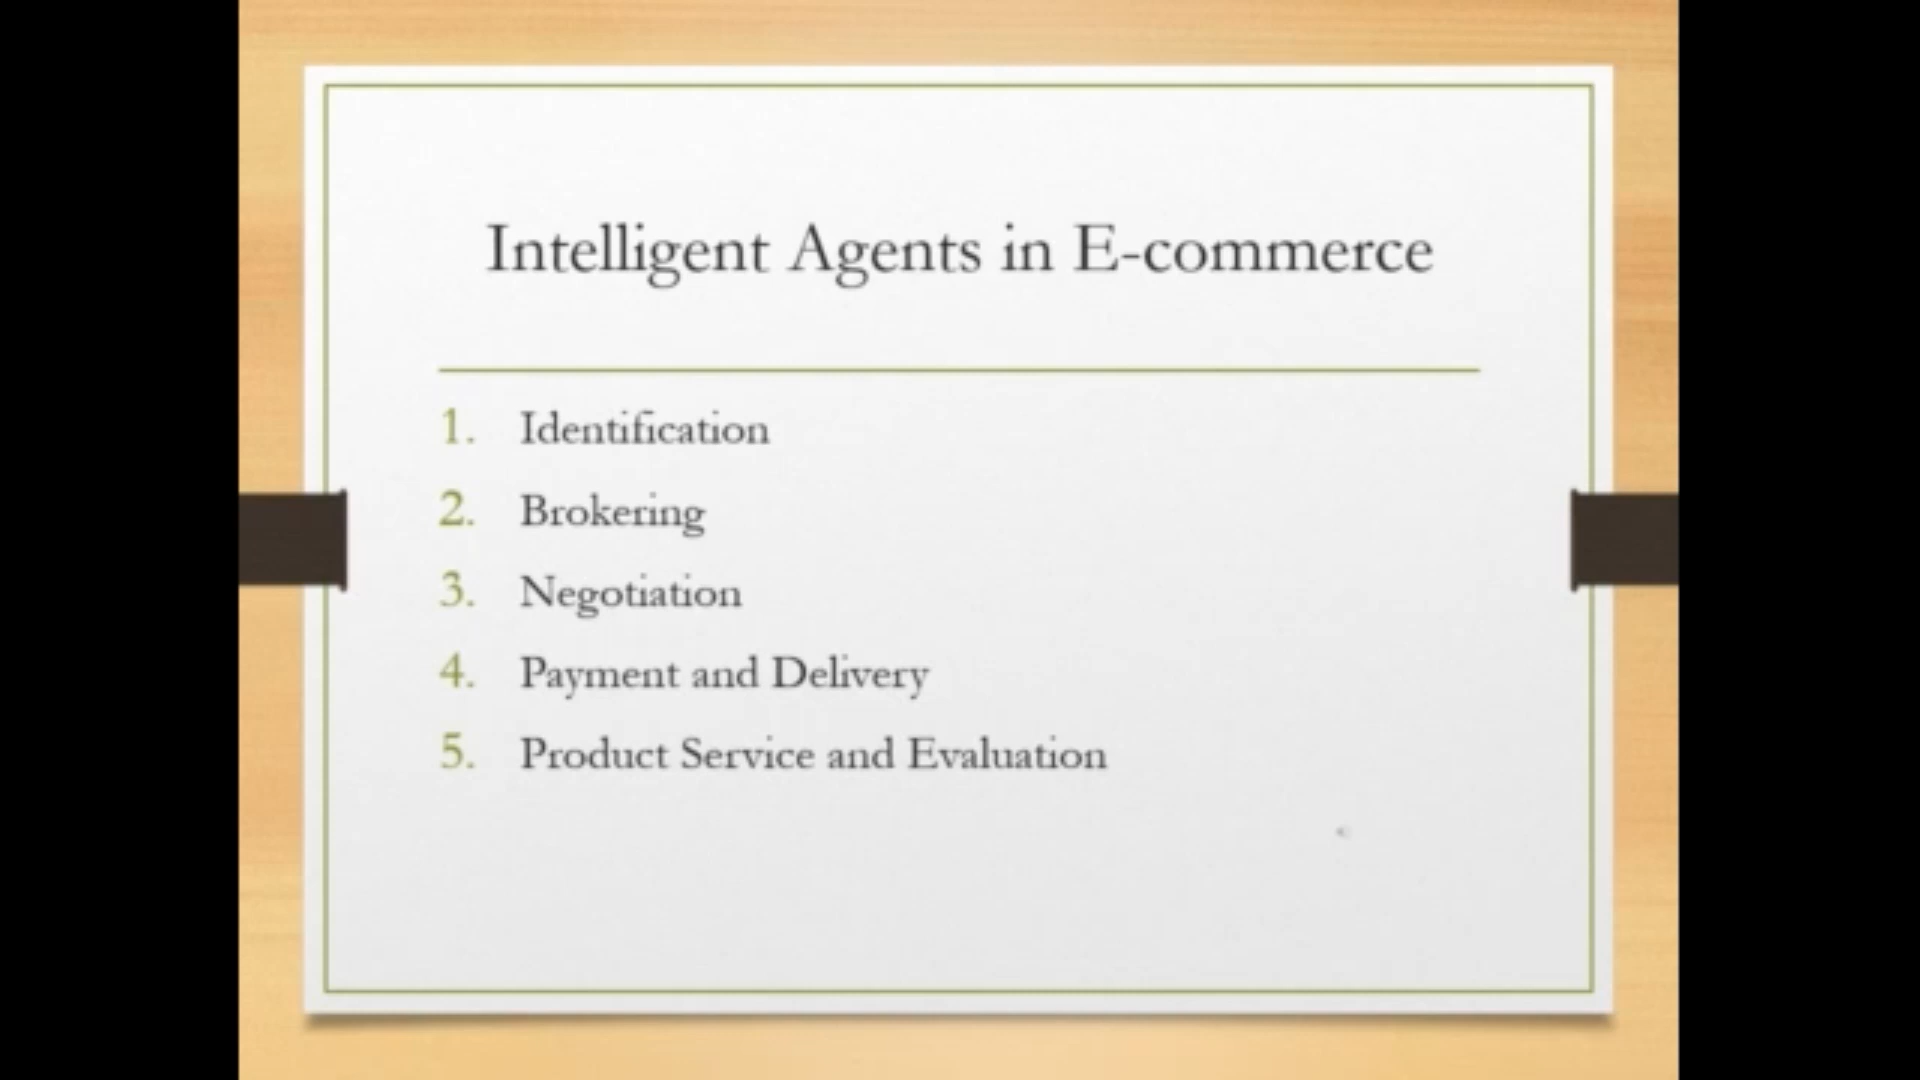 Intelligent Agents in E-commerce
1. Identification
2. Brokering
3. Negotiation
4. Payment and Delivery
5. Product Service and Evaluation